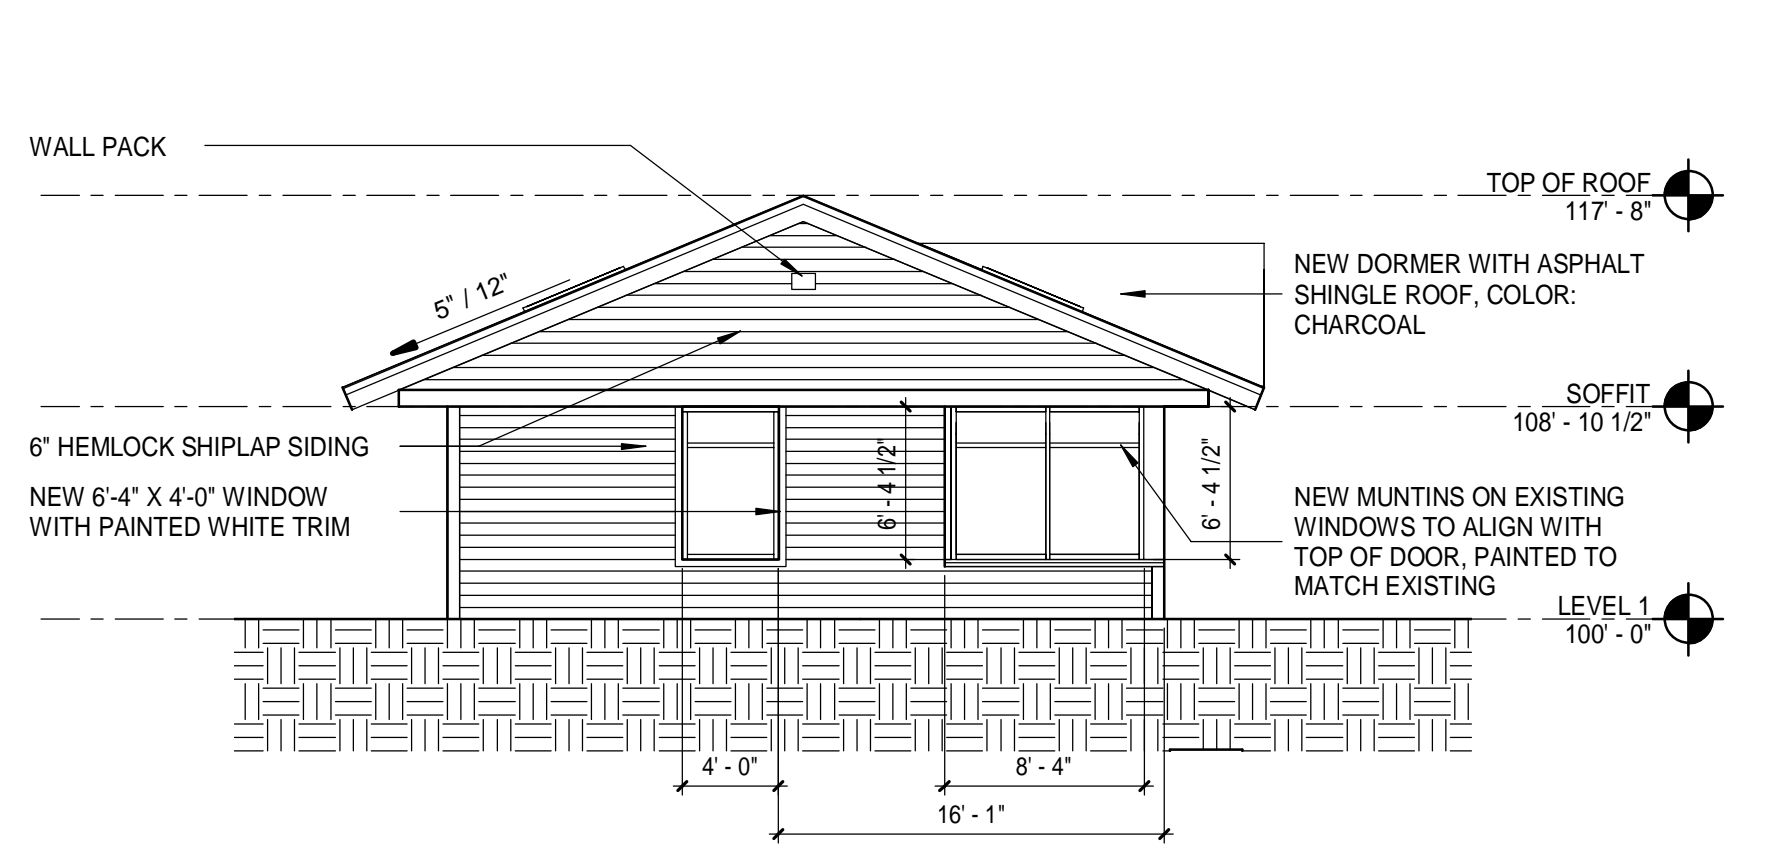 WALL PACK
TOP OF ROOF
117' - 8"
5" / 12"
NEW DORMER WITH ASPHALT
SHINGLE ROOF, COLOR:
CHARCOAL
SOFFIT
108' - 10 1/2"
6" HEMLOCK SHIPLAP SIDING
NEW 6'-4" X 4'-0" WINDOW
WITH PAINTED WHITE TRIM
6' - 4 1/2"
6' - 4 1/2"
NEW MUNTINS ON EXISTING
WINDOWS TO ALIGN WITH
TOP OF DOOR, PAINTED TO
MATCH EXISTING
LEVEL 1
100' - 0"
4' - 0"
8' - 4"
16' - 1"